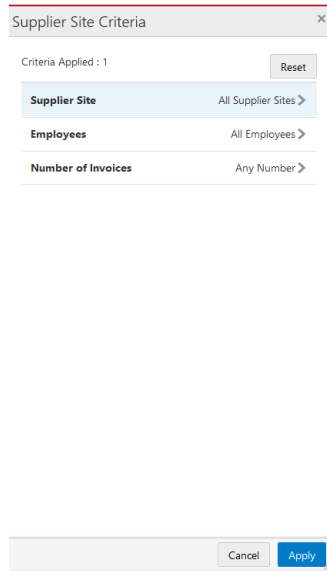 Supplier Site Criteria
Criteria Applied : 1
Reset
Supplier Site All Supplier Sites
Employees All Employees
Number of Invoices Any Number
Cancel Apply